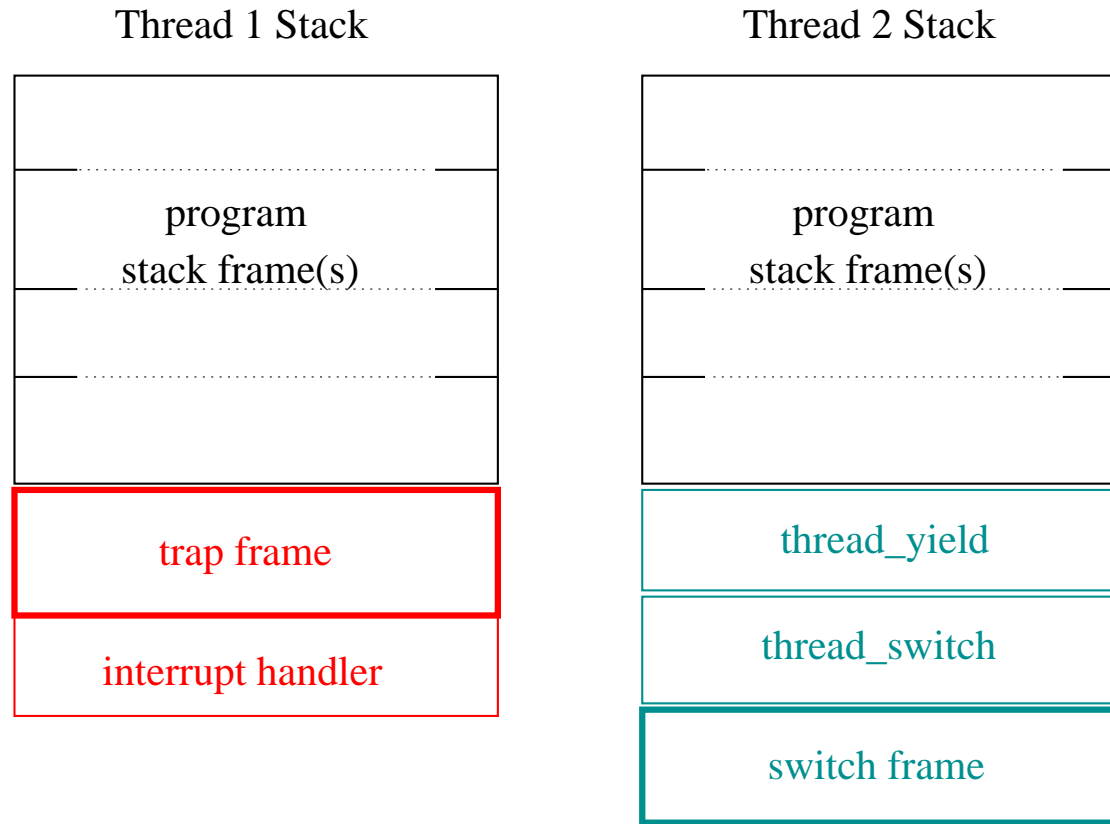 Thread 1 Stack
Thread 2 Stack
program
stack frame(s)
program
stack frame(s)
trap frame
interrupt handler
thread_yield
thread_switch
switch frame